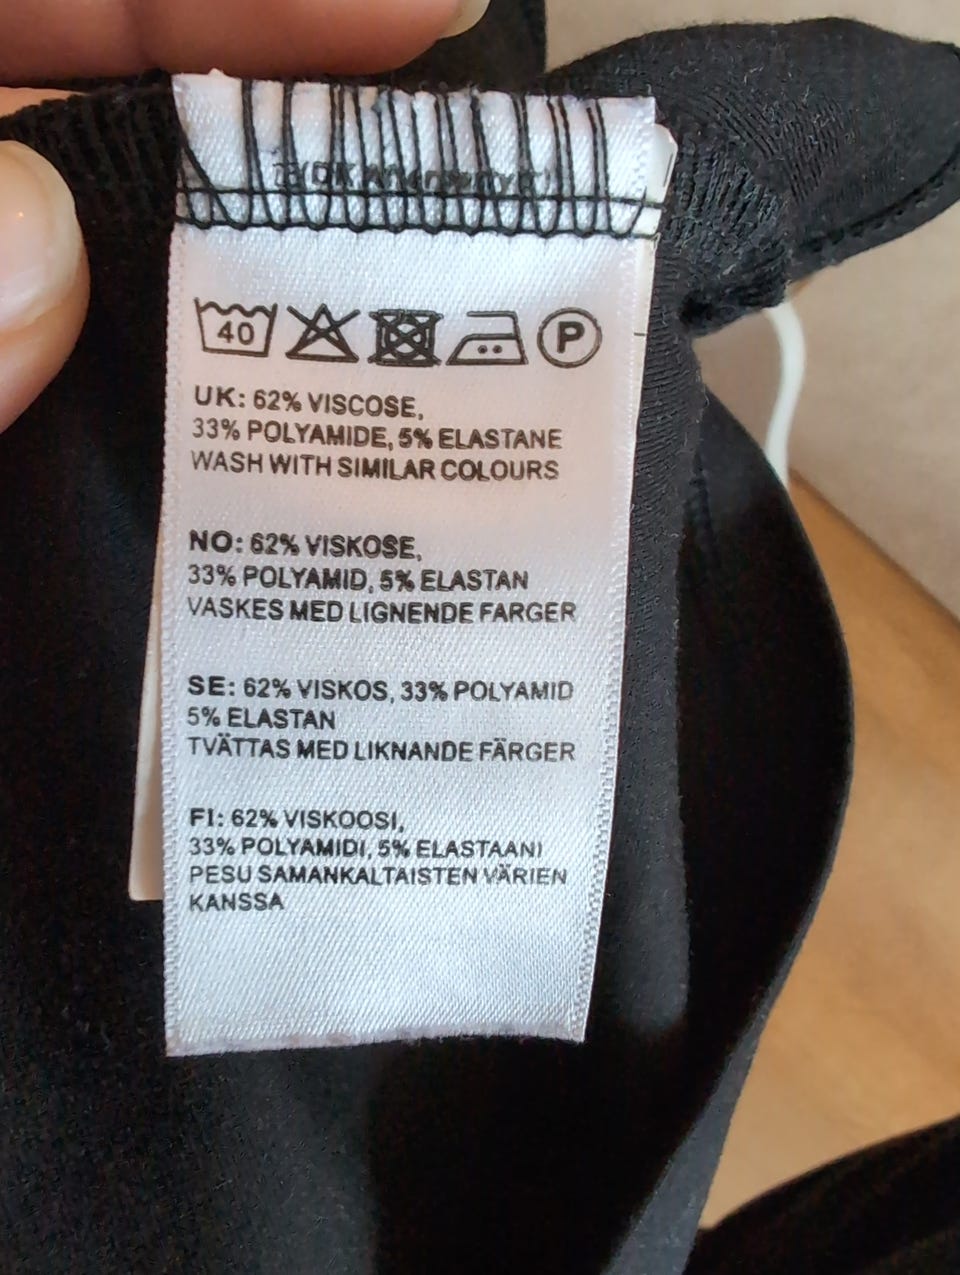 40 P
UK: 62% VISCOSE,
33% POLYAMIDE, 5% ELASTANE
WASH WITH SIMILAR COLOURS
NO: 62% VISKOSE,
33% POLYAMID, 5% ELASTAN
VASKES MED LIGNENDE FARGER
SE: 62% VISKOS, 33% POLYAMID
5% ELASTAN
TVÄTTAS MED LIKNANDE FÄRGER
FI: 62% VISKOOSI,
33% POLYAMIDI, 5% ELASTAANI
PESU SAMANKALTAISTEN VÄRIEN
KANSSA